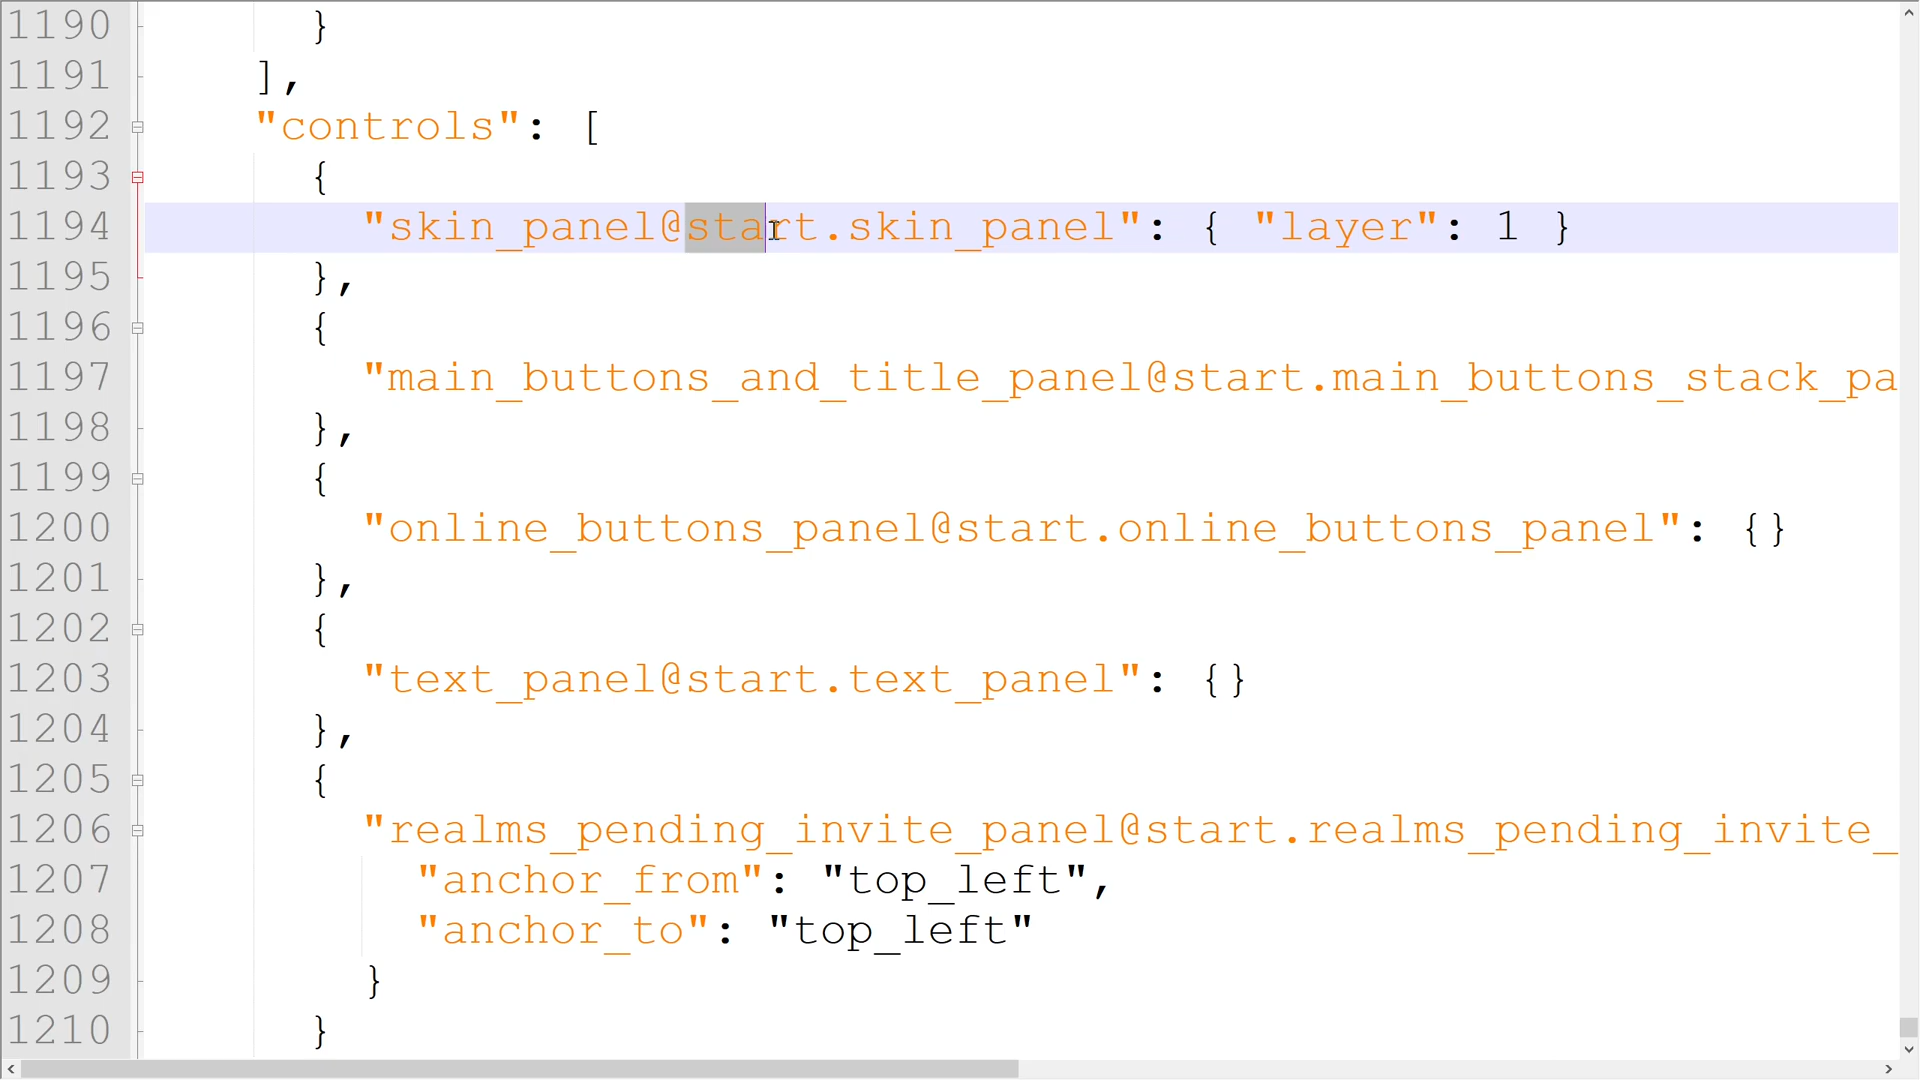 1190 }
1191 ],
1192 "controls": [
1193 {
1194 "skin_panel@start.skin_panel": { "layer": 1 }
1195 },
1196 {
1197 "main_buttons_and_title_panel@start.main_buttons_stack_pa
1198 },
1199 {
1200 "online_buttons_panel@start.online_buttons_panel": {}
1201 },
1202 {
1203 "text_panel@start.text_panel": {}
1204 },
1205 {
1206 "realms_pending_invite_panel@start.realms_pending_invite_
1207 "anchor_from": "top_left",
1208 "anchor_to": "top_left"
1209 }
1210 }